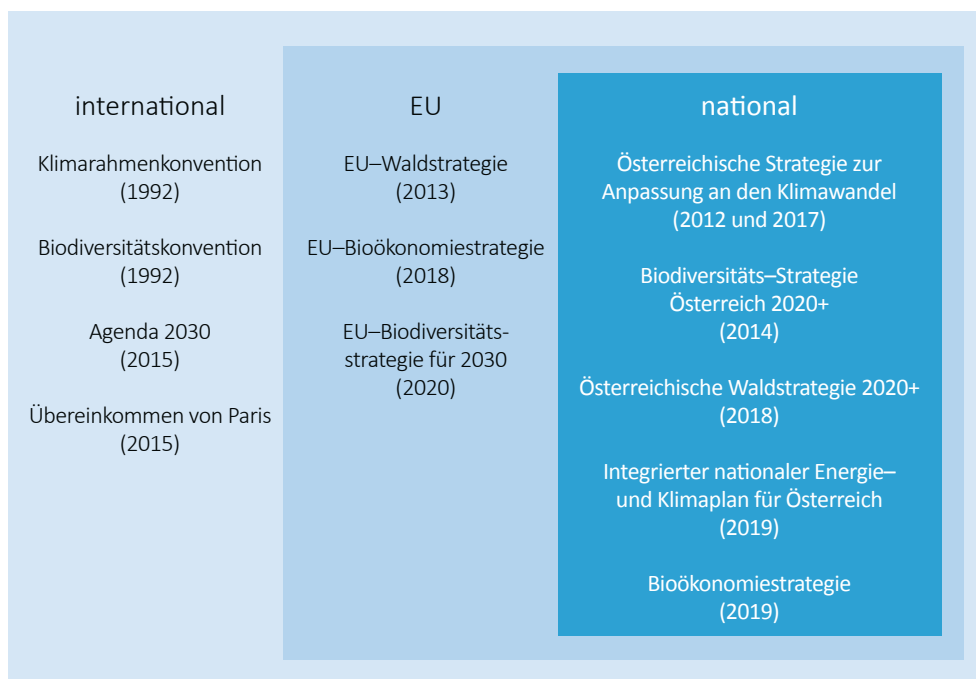 international
Klimarahmenkonvention
(1992)
Biodiversitätskonvention
(1992)
Agenda 2030
(2015)
Übereinkommen von Paris
(2015)
EU
EU–Waldstrategie
(2013)
EU–Bioökonomiestrategie
(2018)
EU–Biodiversitäts-
strategie für 2030
(2020)
national
Österreichische Strategie zur
Anpassung an den Klimawandel
(2012 und 2017)
Biodiversitäts–Strategie
Österreich 2020+
(2014)
Österreichische Waldstrategie 2020+
(2018)
Integrierter nationaler Energie–
und Klimaplan für Österreich
(2019)
Bioökonomiestrategie
(2019)